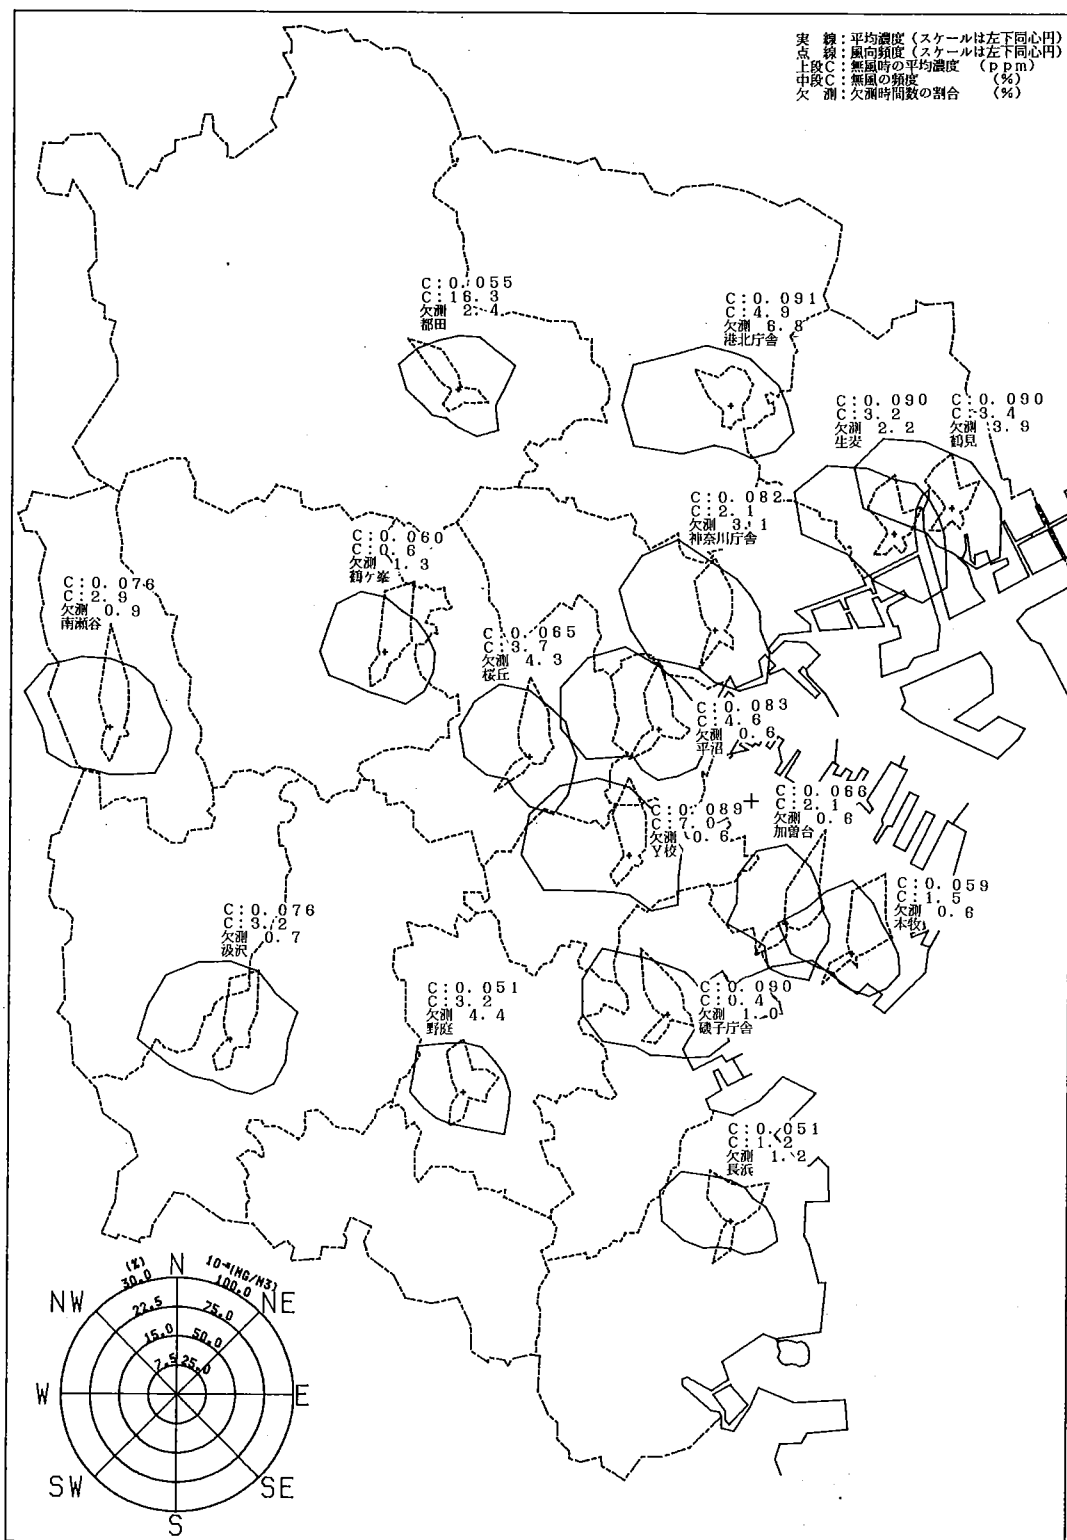 実　線：平均濃度（スケールは左下同心円）
点　線：風向頻度（スケールは左下同心円）
上段C：無風時の平均濃度　（ｐｐｍ）
中段C：無風の頻度　（％）
欠　測：欠測時間数の割合　（％）
C：0．055
C：16．3
欠測　2．4
都田
C：0．091
C：4．9
欠測　6．8
港北庁舎
C：0．090
C：3．2
欠測　2．2
生麦
C：0．090
C：3．4
欠測　3．9
鶴見
C：0．082
C：2．1
欠測　3．1
神奈川庁舎
C：0．060
C：0．6
欠測　1．3
鶴ケ峯
C：0．076
C：2．9
欠測　0．9
南瀬谷
C：0．065
C：3．7
欠測　4．3
桜丘
C：0．083
C：4．6
欠測　0．6
平沼
C：0．066
C：2．1
欠測　0．6
加曽台
C：0．089
C：7．0
欠測　0．6
Y校
C：0．059
C：1．5
欠測　0．6
本牧
C：0．076
C：3．2
欠測　0．7
汲沢
C：0．051
C：3．2
欠測　4．4
野庭
C：0．090
C：0．4
欠測　1．0
磯子庁舎
C：0．051
C：1．2
欠測　1．2
長浜
(%)
30.0
N
(MG/M3)
100.0
NW
NE
22.5
75.0
15.0
50.0
7.5
25.0
W
E
SW
SE
S